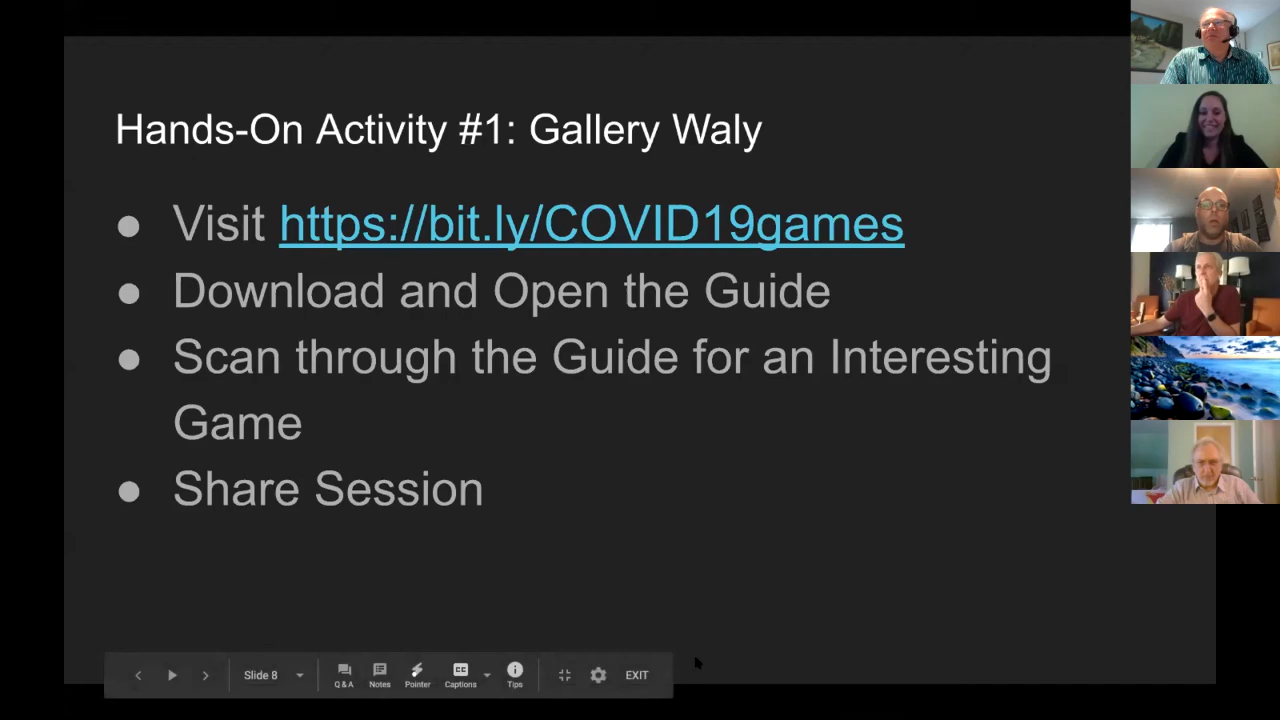 Hands-On Activity #1: Gallery Waly
● Visit https://bit.ly/COVID19games
● Download and Open the Guide
● Scan through the Guide for an Interesting
Game
● Share Session
Slide 8
Q & A
Notes
Pointer
CC
Captions
Tips
EXIT